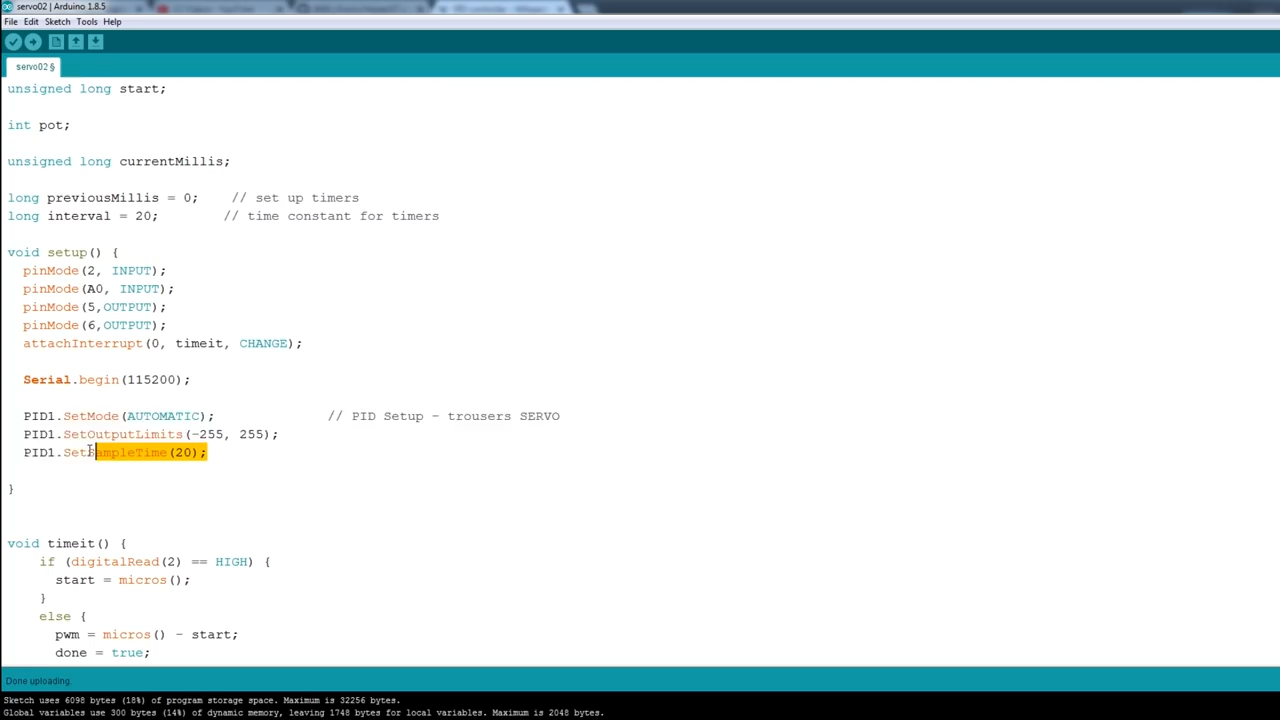 servo02 | Arduino 1.8.5
File Edit Sketch Tools Help
servo02 §
unsigned long start;
int pot;
unsigned long currentMillis;
long previousMillis = 0;    // set up timers
long interval = 20;        // time constant for timers
void setup() {
  pinMode(2, INPUT);
  pinMode(A0, INPUT);
  pinMode(5,OUTPUT);
  pinMode(6,OUTPUT);
  attachInterrupt(0, timeit, CHANGE);
  Serial.begin(115200);
  PID1.SetMode(AUTOMATIC);              // PID Setup - trousers SERVO
  PID1.SetOutputLimits(-255, 255);
  PID1.SetSampleTime(20);
}
void timeit() {
    if (digitalRead(2) == HIGH) {
      start = micros();
    }
    else {
      pwm = micros() - start;
      done = true;
Done uploading.
Sketch uses 6098 bytes (18%) of program storage space. Maximum is 32256 bytes.
Global variables use 300 bytes (14%) of dynamic memory, leaving 1748 bytes for local variables. Maximum is 2048 bytes.